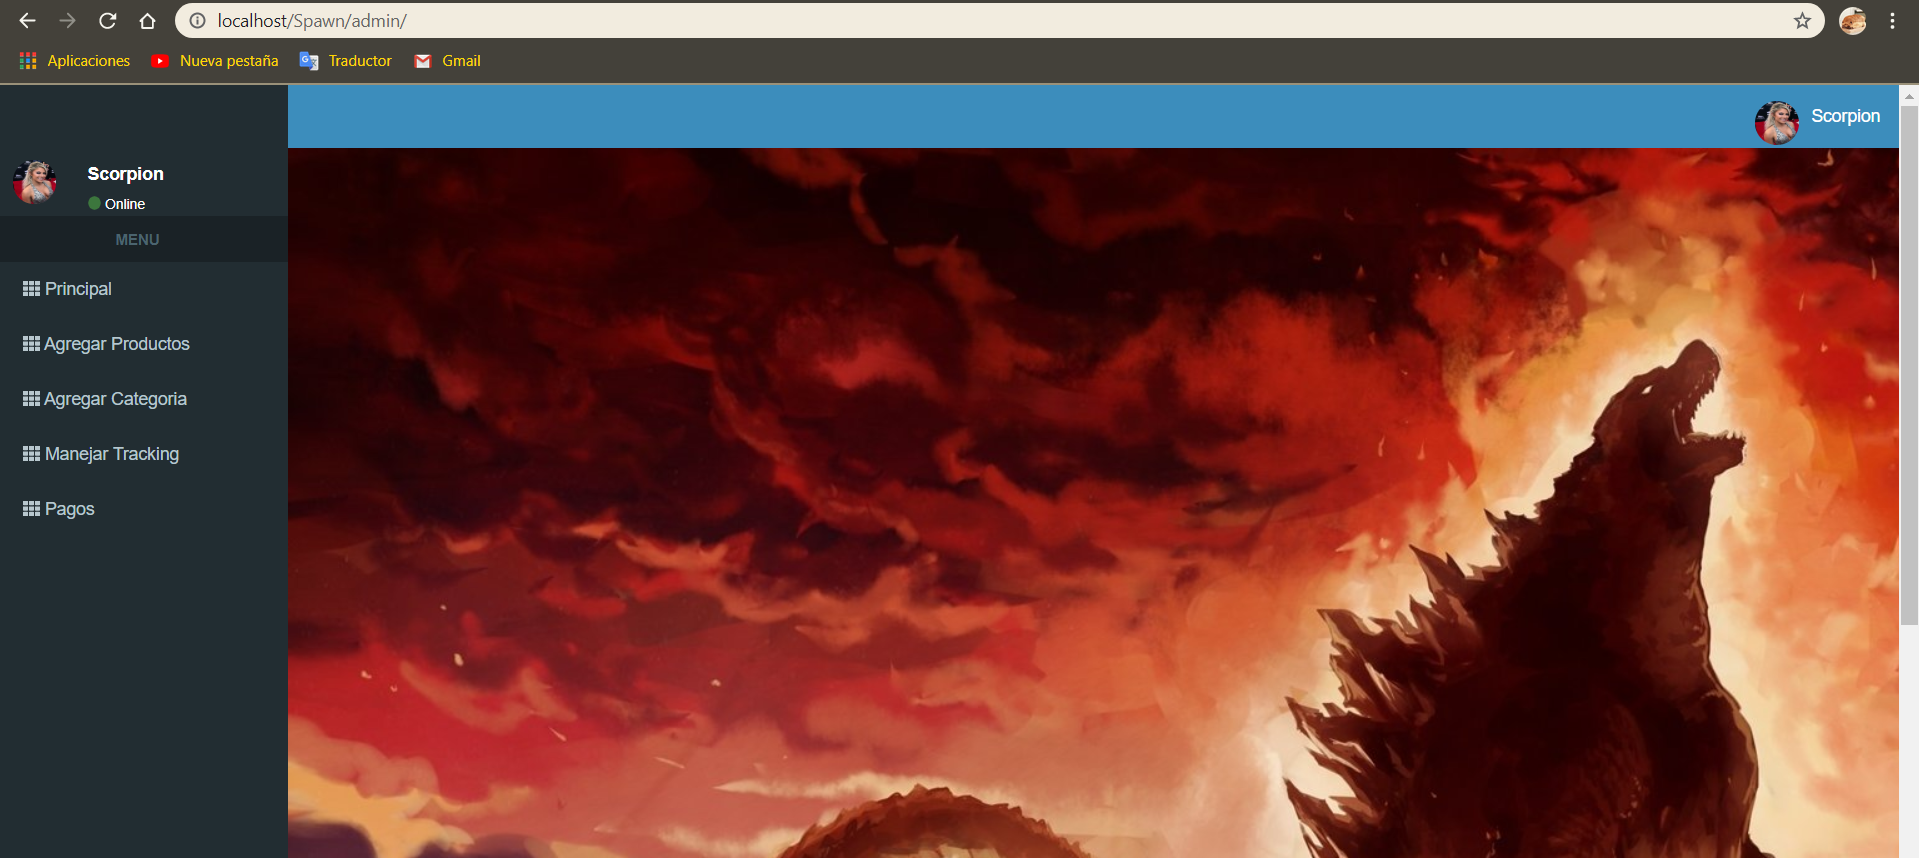 localhost/Spawn/admin/
Aplicaciones Nueva pestaña Traductor Gmail
Scorpion
Scorpion
Online
MENU
Principal
Agregar Productos
Agregar Categoria
Manejar Tracking
Pagos